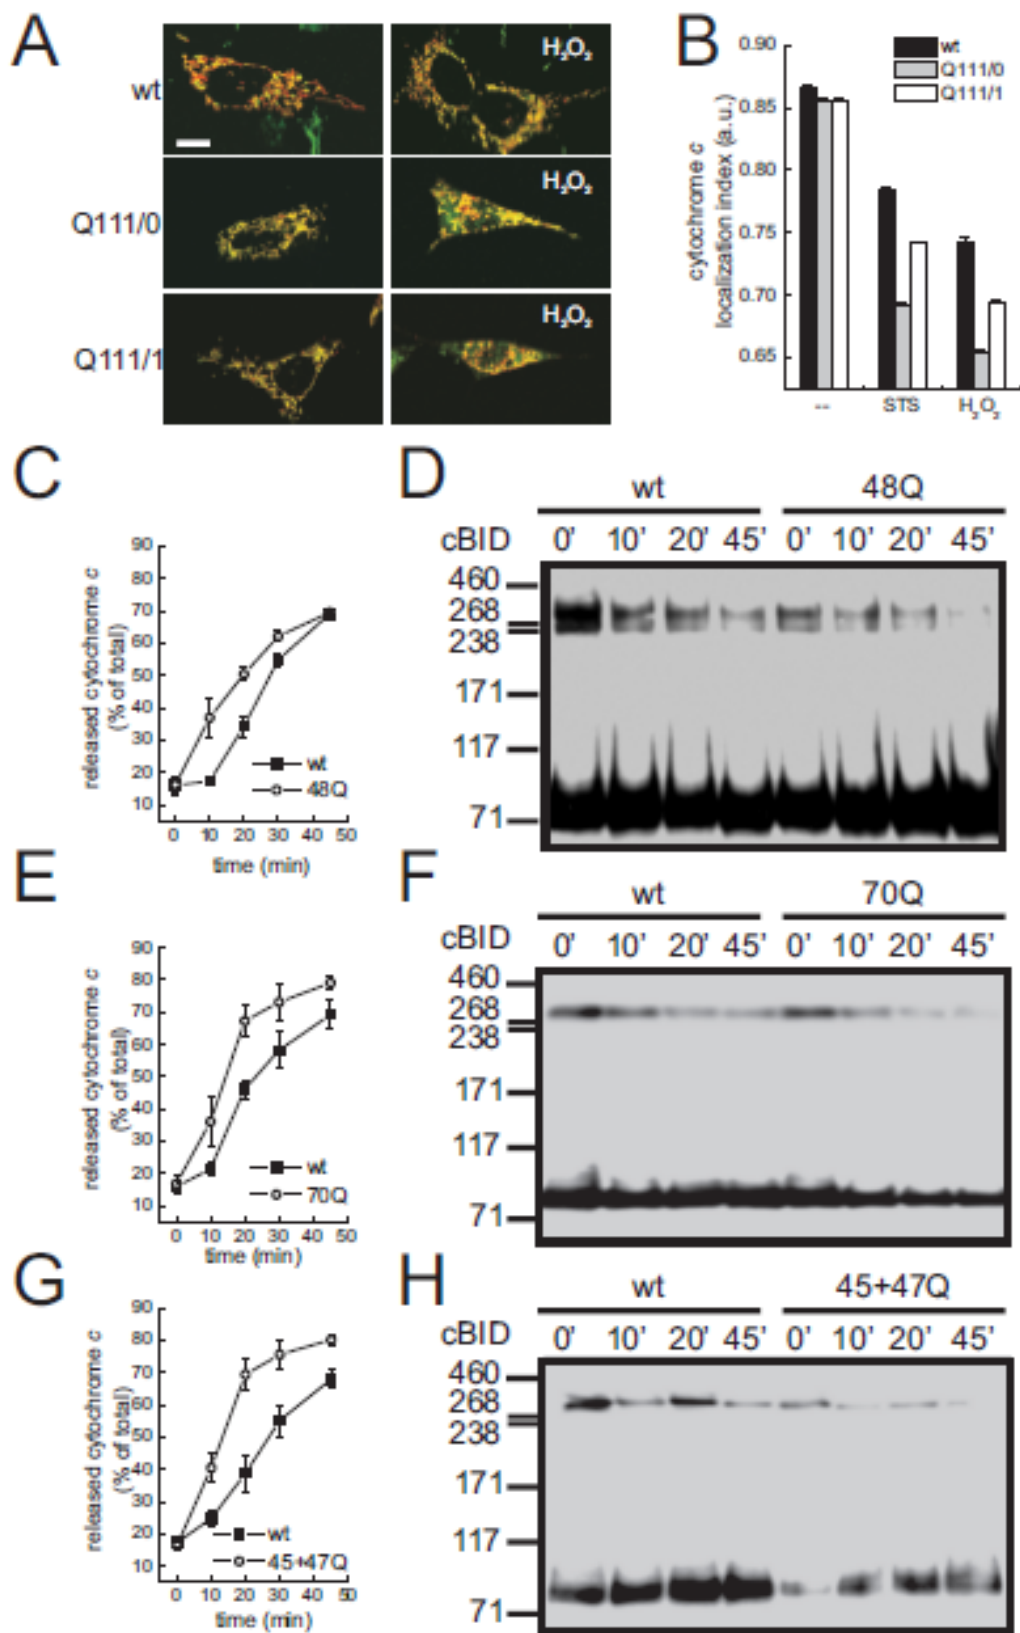 A
wt
H₂O₂
Q111/0
H₂O₂
Q111/1
H₂O₂
B
cytochrome c
localization index (a.u.)
0.90
0.85
0.80
0.75
0.70
0.65
wt
Q111/0
Q111/1
--
STS
H₂O₂
C
released cytochrome c
(% of total)
90
80
70
60
50
40
30
20
10
wt
48Q
0 10 20 30 40 50
time (min)
D
wt 48Q
cBID 0' 10' 20' 45' 0' 10' 20' 45'
460
268
238
171
117
71
E
released cytochrome c
(% of total)
90
80
70
60
50
40
30
20
10
wt
70Q
0 10 20 30 40 50
time (min)
F
wt 70Q
cBID 0' 10' 20' 45' 0' 10' 20' 45'
460
268
238
171
117
71
G
released cytochrome c
(% of total)
90
80
70
60
50
40
30
20
10
wt
45+47Q
0 10 20 30 40 50
time (min)
H
wt 45+47Q
cBID 0' 10' 20' 45' 0' 10' 20' 45'
460
268
238
171
117
71